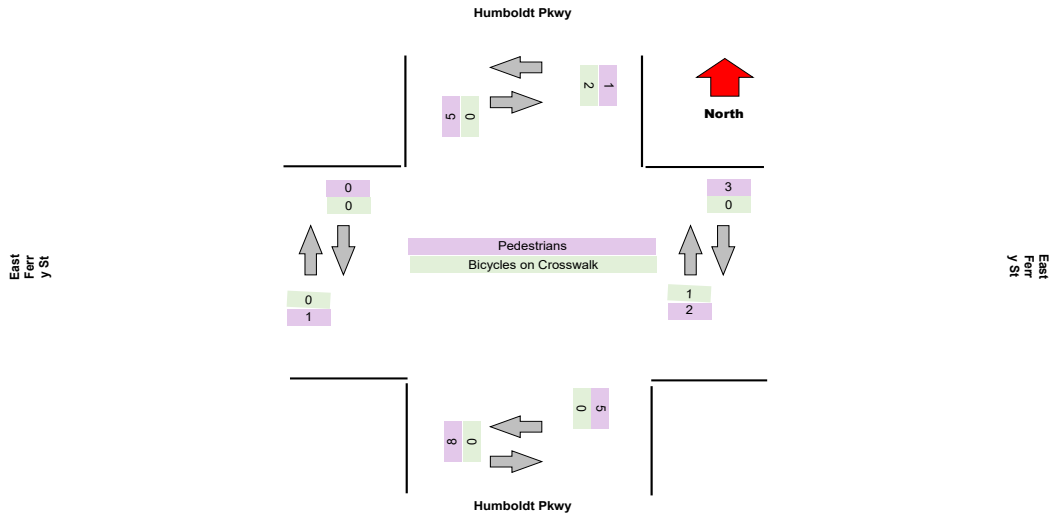 Humboldt Pkwy
2 1
5 0
North
0
0
3
0
East
Ferr
y St
Pedestrians
Bicycles on Crosswalk
East
Ferr
y St
0
1
1
2
0 5
8 0
Humboldt Pkwy